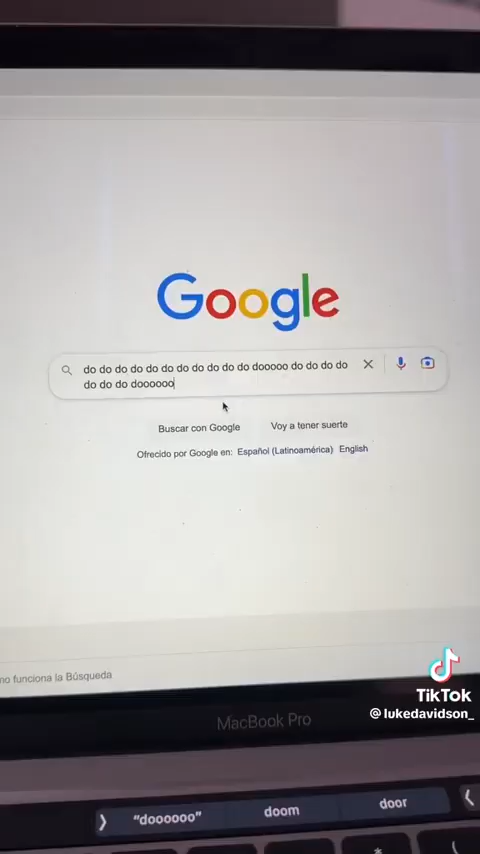 Google
do do do do do do do do do do do dooooo do do do do
do do do doooooo
Buscar con Google Voy a tener suerte
Ofrecido por Google en: Español (Latinoamérica) English
mo funciona la Búsqueda
TikTok
@lukedavidson_
MacBook Pro
"doooooo" doom door
* (